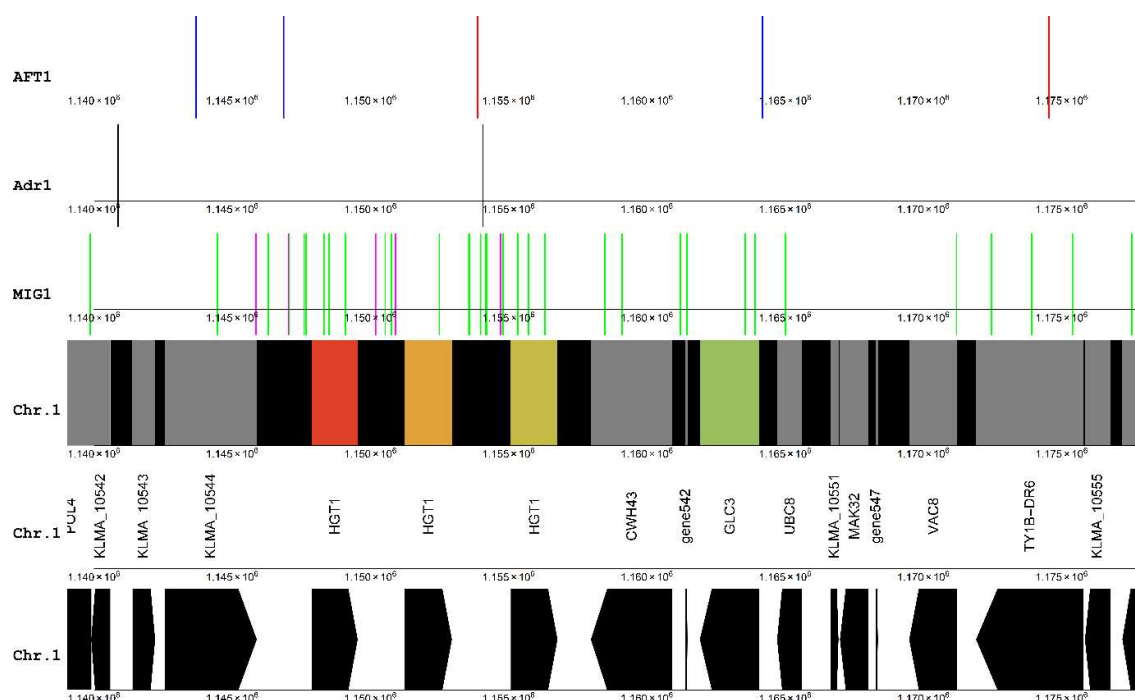 AFT1
1.140×10⁶ 1.145×10⁶ 1.150×10⁶ 1.155×10⁶ 1.160×10⁶ 1.165×10⁶ 1.170×10⁶ 1.175×10⁶
Adr1
1.140×10⁶ 1.145×10⁶ 1.150×10⁶ 1.155×10⁶ 1.160×10⁶ 1.165×10⁶ 1.170×10⁶ 1.175×10⁶
MIG1
1.140×10⁶ 1.145×10⁶ 1.150×10⁶ 1.155×10⁶ 1.160×10⁶ 1.165×10⁶ 1.170×10⁶ 1.175×10⁶
Chr.1
1.140×10⁶ 1.145×10⁶ 1.150×10⁶ 1.155×10⁶ 1.160×10⁶ 1.165×10⁶ 1.170×10⁶ 1.175×10⁶
Chr.1
KLMA_10542
KLMA_10543
KLMA_10544
HGT1
HGT1
HGT1
CWH43
gene542
GLC3
UBC8
KLMA_10551
MAK32
gene547
VAC8
TY1B-DR6
KLMA_10555
1.140×10⁶ 1.145×10⁶ 1.150×10⁶ 1.155×10⁶ 1.160×10⁶ 1.165×10⁶ 1.170×10⁶ 1.175×10⁶
Chr.1
1.140×10⁶ 1.145×10⁶ 1.150×10⁶ 1.155×10⁶ 1.160×10⁶ 1.165×10⁶ 1.170×10⁶ 1.175×10⁶